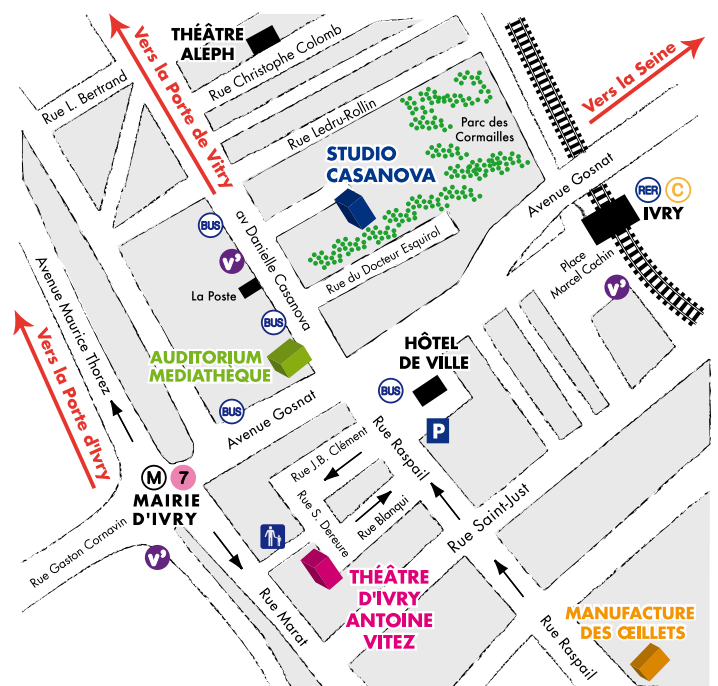 THÉÂTRE
ALÉPH
Rue Christophe Colomb
Vers la Porte de Vitry
Vers la Seine
Rue L. Bertrand
Rue Ledru-Rollin
Parc des
Cormailles
STUDIO
CASANOVA
Avenue Gosnat
RER C
IVRY
BUS
av Danielle Casanova
v'
Rue du Docteur Esquirol
Place
Marcel Cachin
v'
La Poste
Avenue Maurice Thorez
BUS
Vers la Porte d'Ivry
AUDITORIUM
MEDIATHÈQUE
HÔTEL
DE VILLE
BUS
BUS
Avenue Gosnat
P
Rue Raspail
Rue J.B. Clément
M 7
MAIRIE
D'IVRY
Rue S. Dereure
Rue Blanqui
Rue Saint-Just
Rue Gaston Cornavin
v'
THÉÂTRE
D'IVRY
ANTOINE
VITEZ
Rue Marat
Rue Raspail
MANUFACTURE
DES ŒILLETS